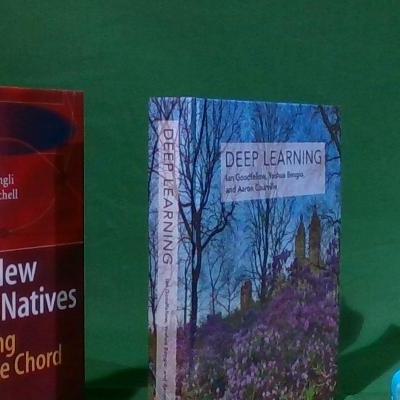 ngli
chell
New
Natives
ng
e Chord
DEEP LEARNING
DEEP LEARNING
Ian Goodfellow, Yoshua Bengio,
and Aaron Courville